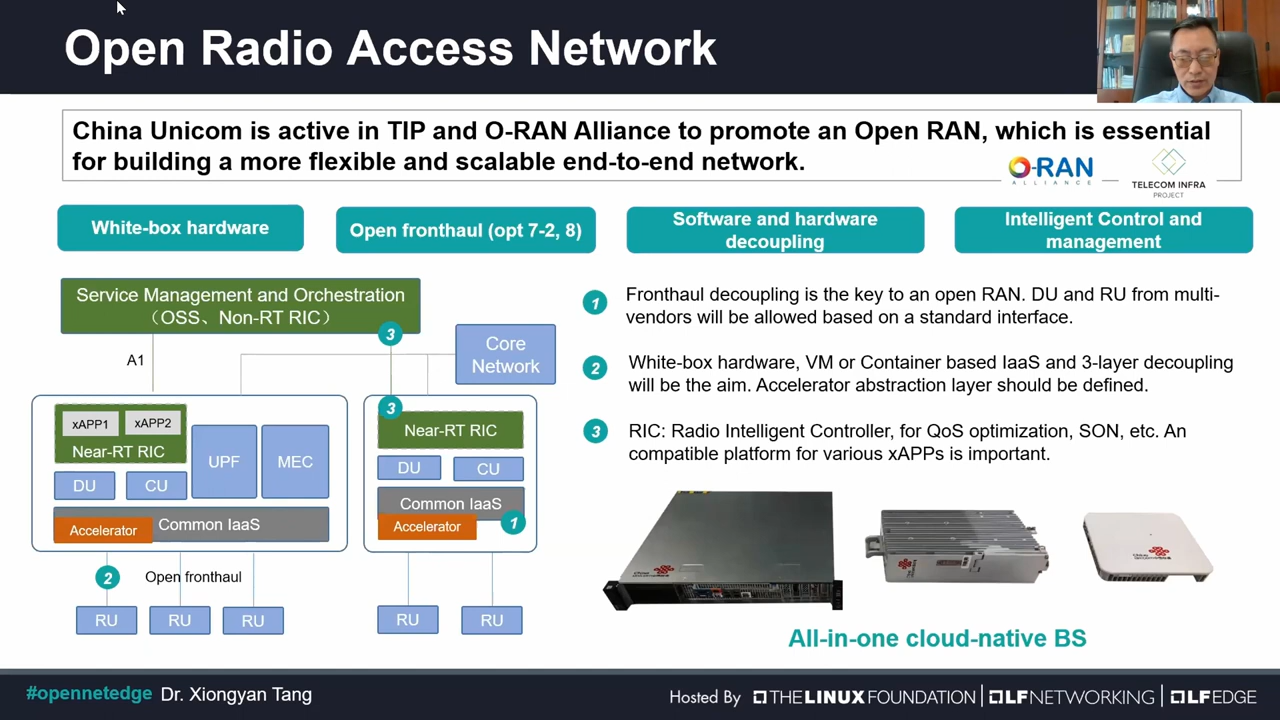 Open Radio Access Network
China Unicom is active in TIP and O-RAN Alliance to promote an Open RAN, which is essential
for building a more flexible and scalable end-to-end network.
O-RAN
ALLIANCE
TELECOM INFRA
PROJECT
White-box hardware
Open fronthaul (opt 7-2, 8)
Software and hardware
decoupling
Intelligent Control and
management
Service Management and Orchestration
（OSS、Non-RT RIC）
3
A1
Core
Network
xAPP1
xAPP2
Near-RT RIC
DU
CU
UPF
MEC
Accelerator
Common IaaS
3
Near-RT RIC
DU
CU
Common IaaS
Accelerator
1
2
Open fronthaul
RU
RU
RU
RU
RU
1
Fronthaul decoupling is the key to an open RAN. DU and RU from multi-
vendors will be allowed based on a standard interface.
2
White-box hardware, VM or Container based IaaS and 3-layer decoupling
will be the aim. Accelerator abstraction layer should be defined.
3
RIC: Radio Intelligent Controller, for QoS optimization, SON, etc. An
compatible platform for various xAPPs is important.
All-in-one cloud-native BS
#opennetedge Dr. Xiongyan Tang
Hosted By THE LINUX FOUNDATION | LF NETWORKING | LF EDGE